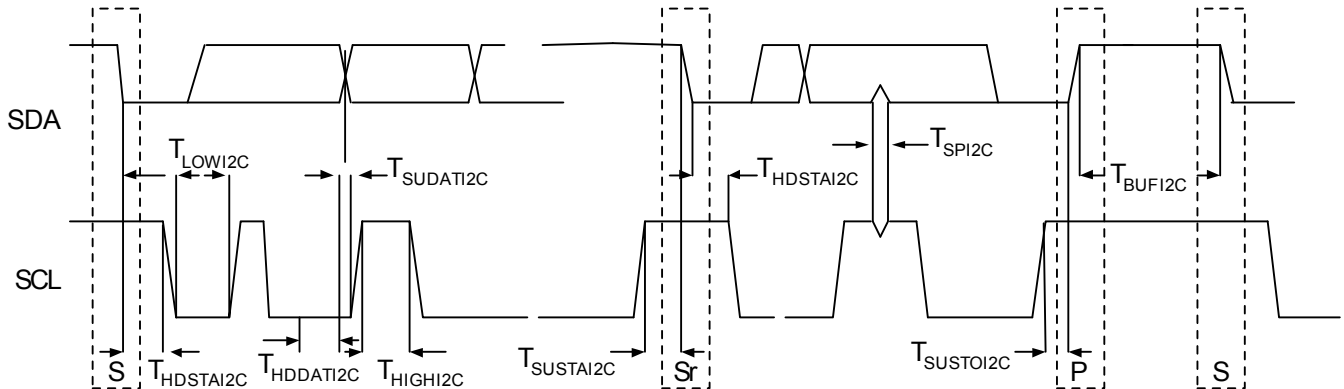 SDA
T_LOWI2C
T_SUDATI2C
T_HDSTAI2C
T_SPI2C
T_BUFI2C
SCL
S
T_HDSTAI2C
T_HDDATI2C
T_HIGHI2C
T_SUSTAI2C
Sr
T_SUSTOI2C
P
S